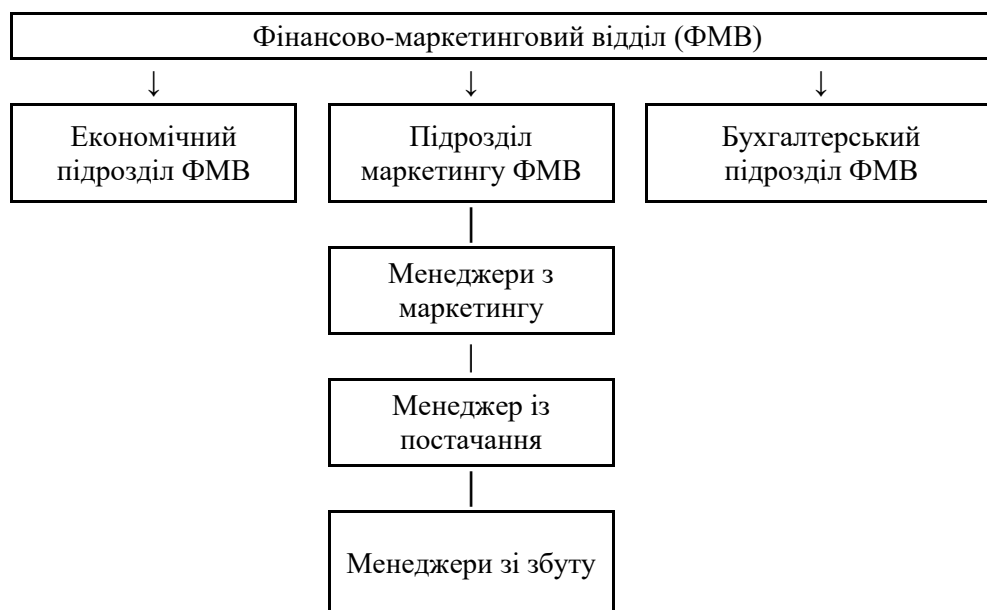 Фінансово-маркетинговий відділ (ФМВ)
↓ ↓ ↓
Економічний
підрозділ ФМВ
Підрозділ
маркетингу ФМВ
Бухгалтерський
підрозділ ФМВ
Менеджери з
маркетингу
Менеджер із
постачання
Менеджери зі збуту